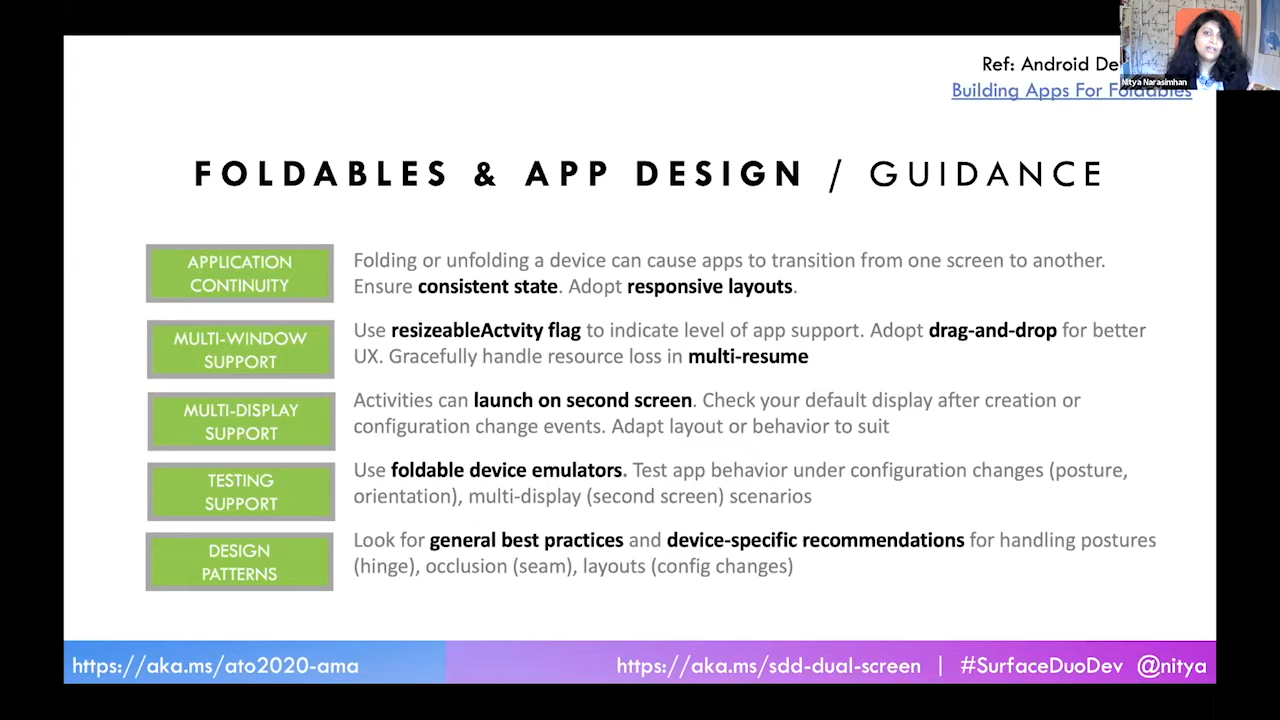 Ref: Android De
Nitya Narasimhan
Building Apps For Foldables
FOLDABLES & APP DESIGN / GUIDANCE
APPLICATION
CONTINUITY
Folding or unfolding a device can cause apps to transition from one screen to another.
Ensure consistent state. Adopt responsive layouts.
MULTI-WINDOW
SUPPORT
Use resizeableActvity flag to indicate level of app support. Adopt drag-and-drop for better
UX. Gracefully handle resource loss in multi-resume
MULTI-DISPLAY
SUPPORT
Activities can launch on second screen. Check your default display after creation or
configuration change events. Adapt layout or behavior to suit
TESTING
SUPPORT
Use foldable device emulators. Test app behavior under configuration changes (posture,
orientation), multi-display (second screen) scenarios
DESIGN
PATTERNS
Look for general best practices and device-specific recommendations for handling postures
(hinge), occlusion (seam), layouts (config changes)
https://aka.ms/ato2020-ama
https://aka.ms/sdd-dual-screen | #SurfaceDuoDev @nitya